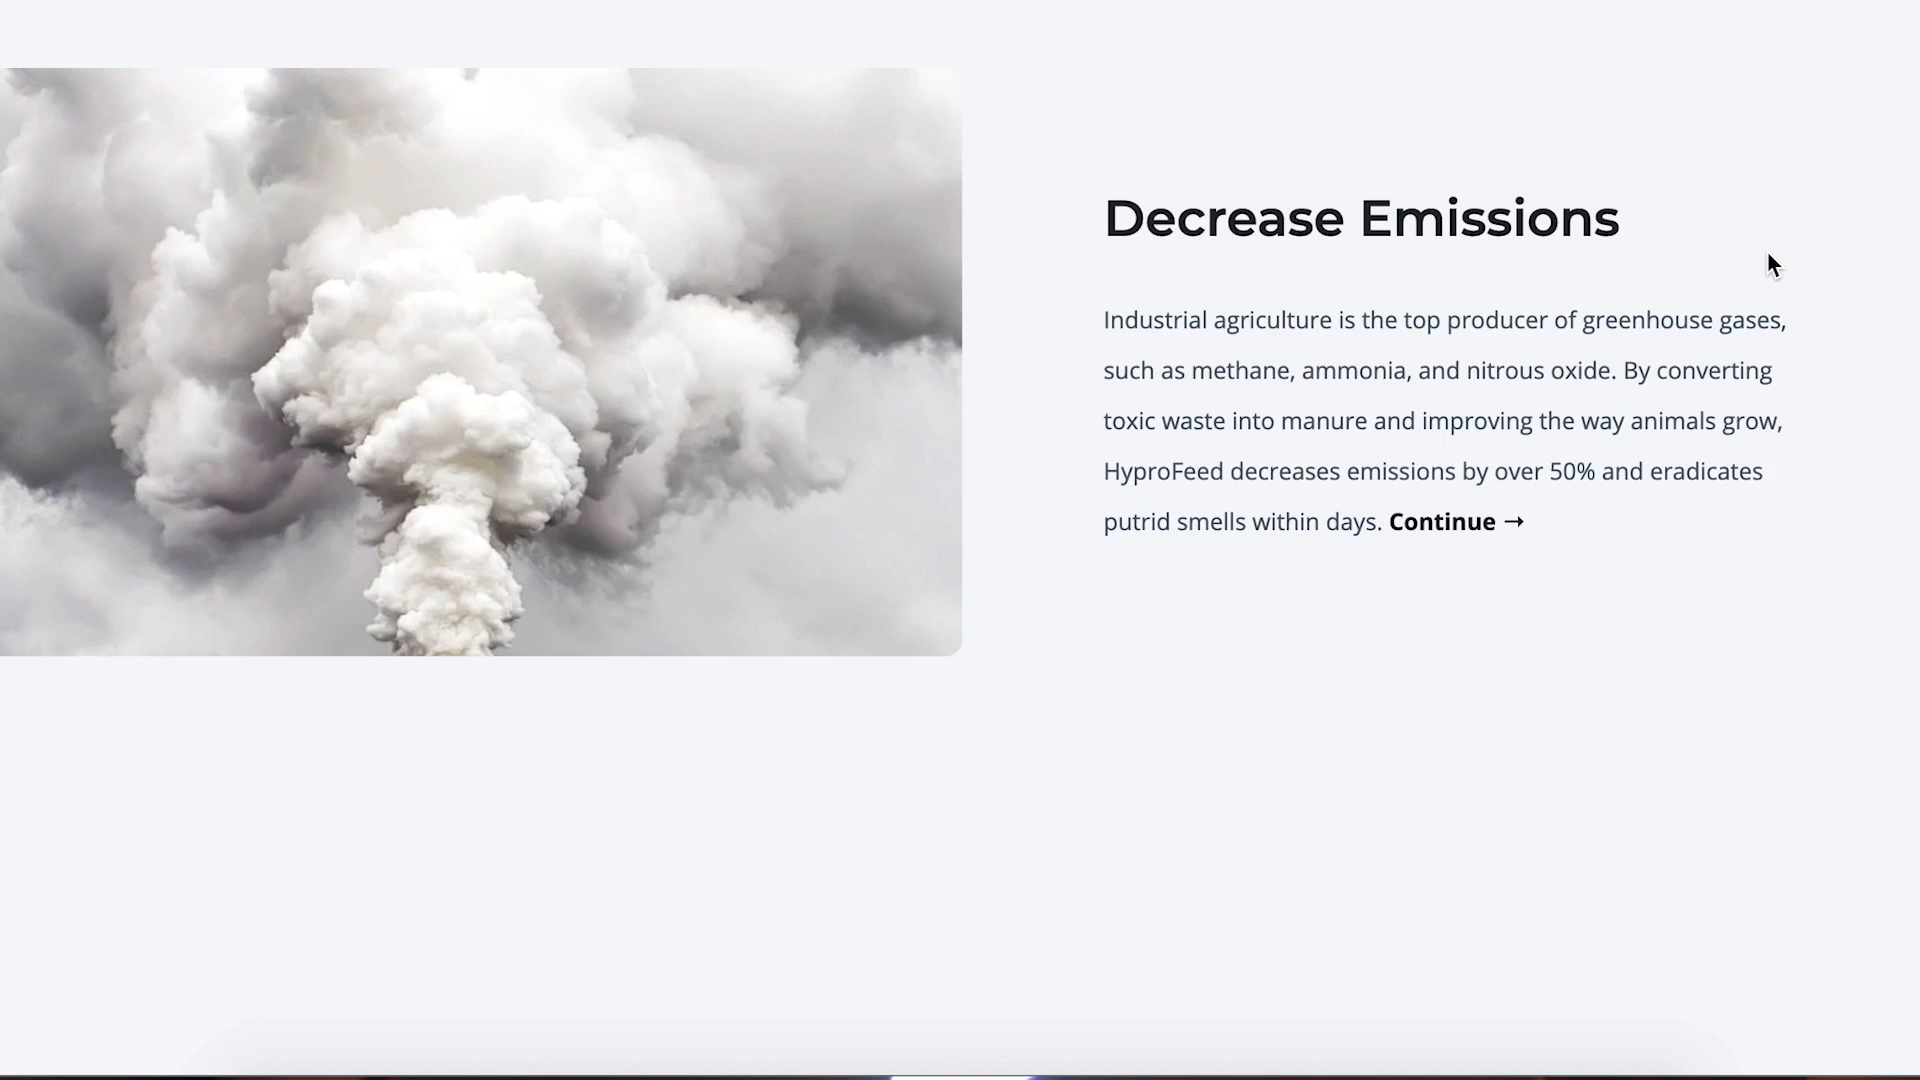 Decrease Emissions
Industrial agriculture is the top producer of greenhouse gases,
such as methane, ammonia, and nitrous oxide. By converting
toxic waste into manure and improving the way animals grow,
HyproFeed decreases emissions by over 50% and eradicates
putrid smells within days. Continue →